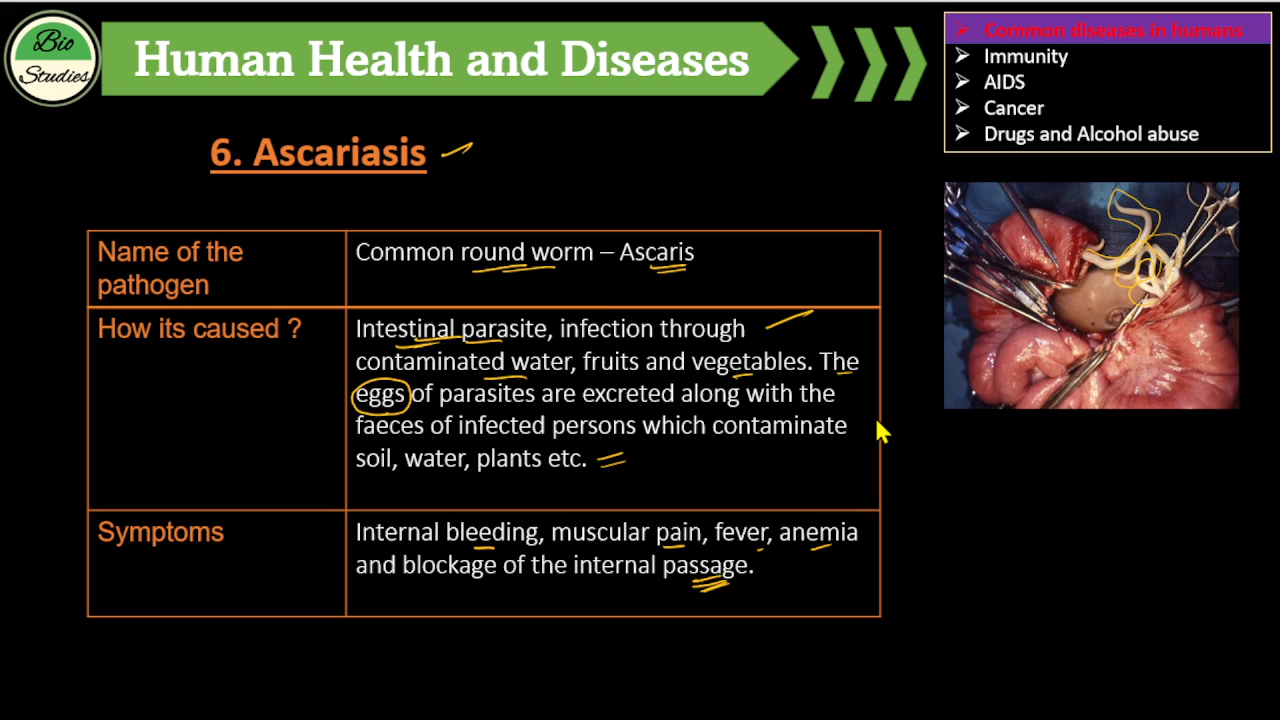 Bio
Studies
Human Health and Diseases
Common diseases in humans
Immunity
AIDS
Cancer
Drugs and Alcohol abuse
6. Ascariasis
Name of the
pathogen
Common round worm – Ascaris
How its caused ?
Intestinal parasite, infection through
contaminated water, fruits and vegetables. The
eggs of parasites are excreted along with the
faeces of infected persons which contaminate
soil, water, plants etc.
Symptoms
Internal bleeding, muscular pain, fever, anemia
and blockage of the internal passage.